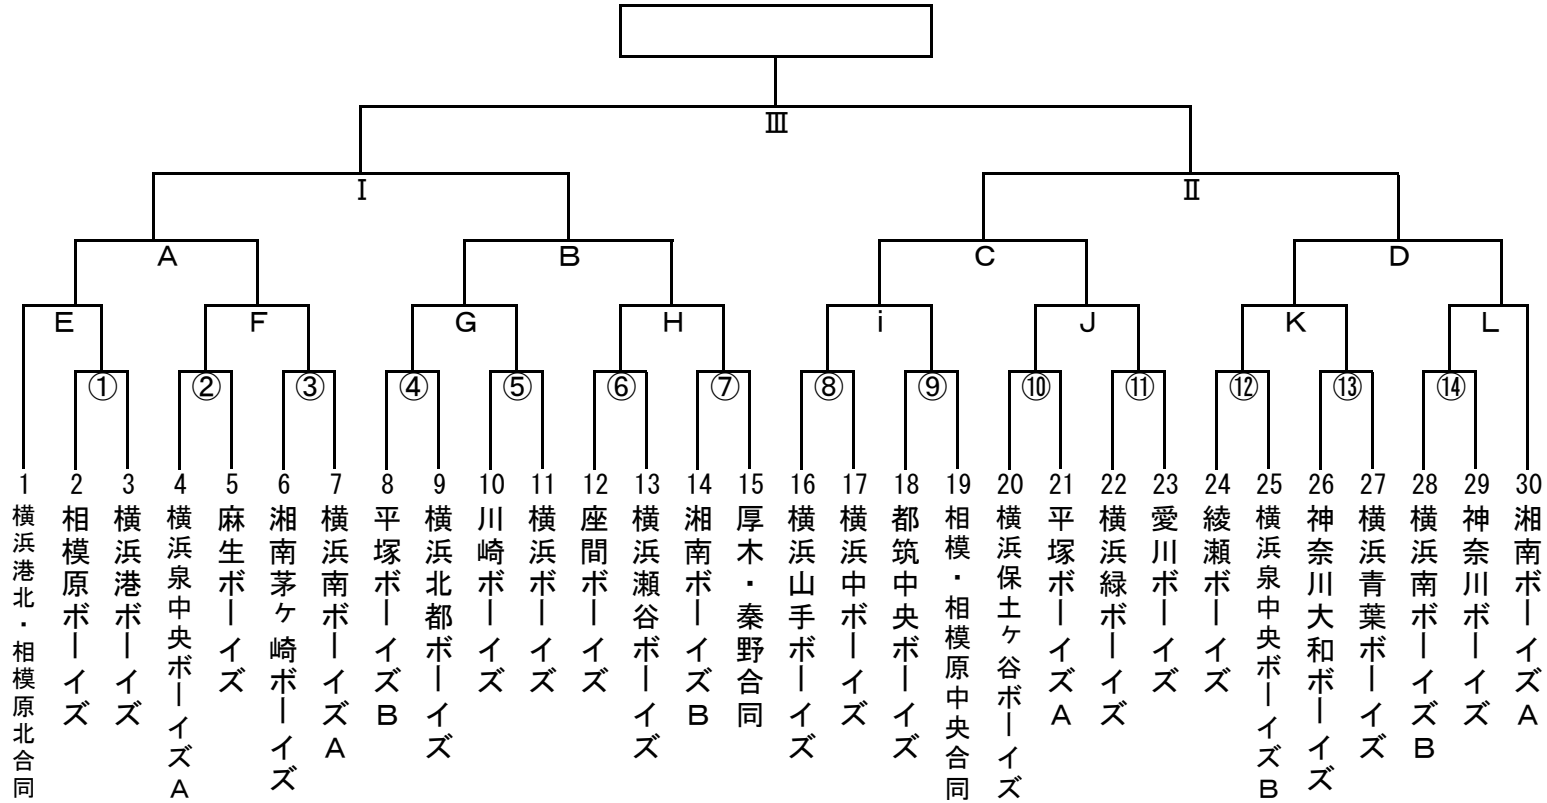 Ⅲ
Ⅰ
Ⅱ
A
B
C
D
E
F
G
H
i
J
K
L
①
②
③
④
⑤
⑥
⑦
⑧
⑨
⑩
⑪
⑫
⑬
⑭
1 横浜港北・相模原北合同
2 相模原ボーイズ
3 横浜港ボーイズ
4 横浜泉中央ボーイズA
5 麻生ボーイズ
6 湘南茅ヶ崎ボーイズ
7 横浜南ボーイズA
8 平塚ボーイズB
9 横浜北都ボーイズ
10 川崎ボーイズ
11 横浜ボーイズ
12 座間ボーイズ
13 横浜瀬谷ボーイズ
14 湘南ボーイズB
15 厚木・秦野合同
16 横浜山手ボーイズ
17 横浜中ボーイズ
18 都筑中央ボーイズ
19 相模・相模原中央合同
20 横浜保土ヶ谷ボーイズ
21 平塚ボーイズA
22 横浜緑ボーイズ
23 愛川ボーイズ
24 綾瀬ボーイズ
25 横浜泉中央ボーイズB
26 神奈川大和ボーイズ
27 横浜青葉ボーイズ
28 横浜南ボーイズB
29 神奈川ボーイズ
30 湘南ボーイズA